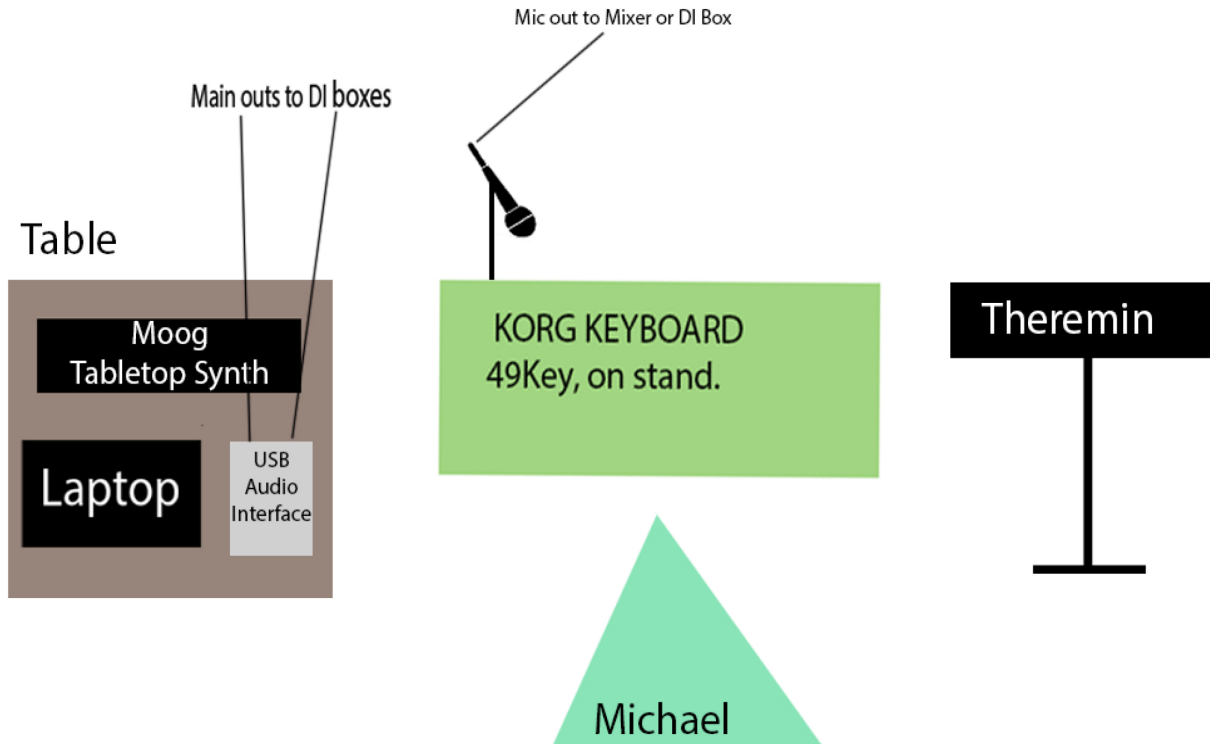 Mic out to Mixer or DI Box
Main outs to DI boxes
Table
Moog
Tabletop Synth
Laptop
USB
Audio
Interface
KORG KEYBOARD
49Key, on stand.
Theremin
Michael